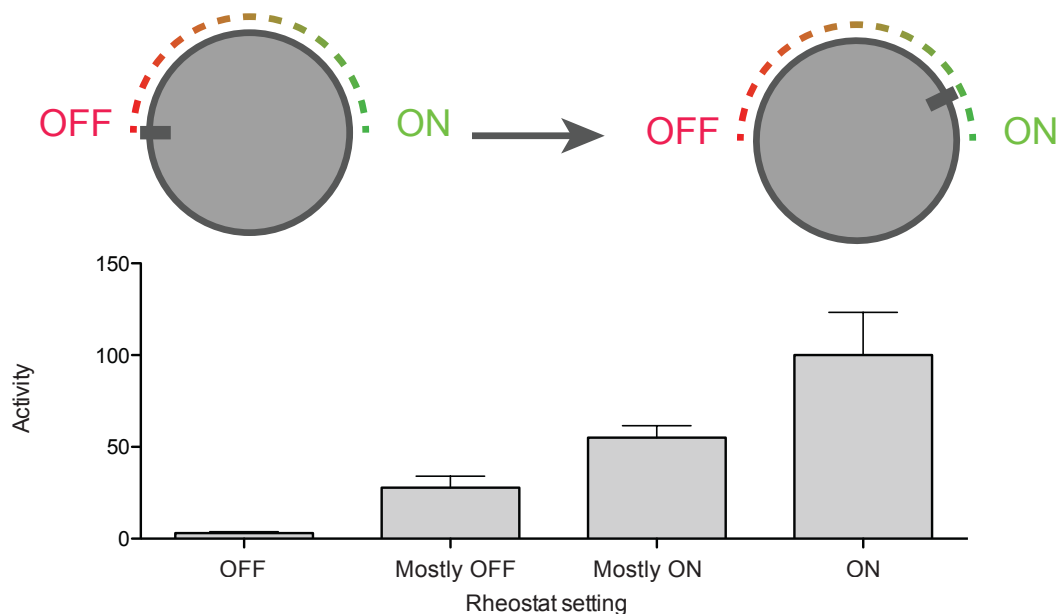 OFF ON OFF ON
150
100
50
0
Activity
OFF Mostly OFF Mostly ON ON
Rheostat setting